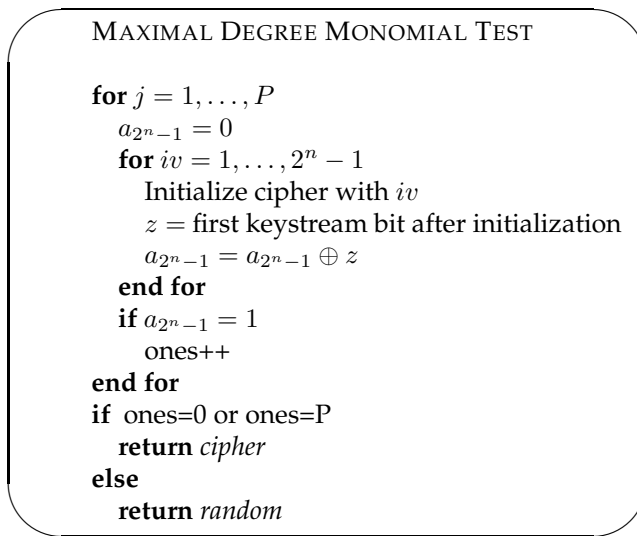 MAXIMAL DEGREE MONOMIAL TEST
for j = 1, . . . , P
a_{2^n−1} = 0
for iv = 1, . . . , 2^n − 1
Initialize cipher with iv
z = first keystream bit after initialization
a_{2^n−1} = a_{2^n−1} ⊕ z
end for
if a_{2^n−1} = 1
ones++
end for
if ones=0 or ones=P
return cipher
else
return random